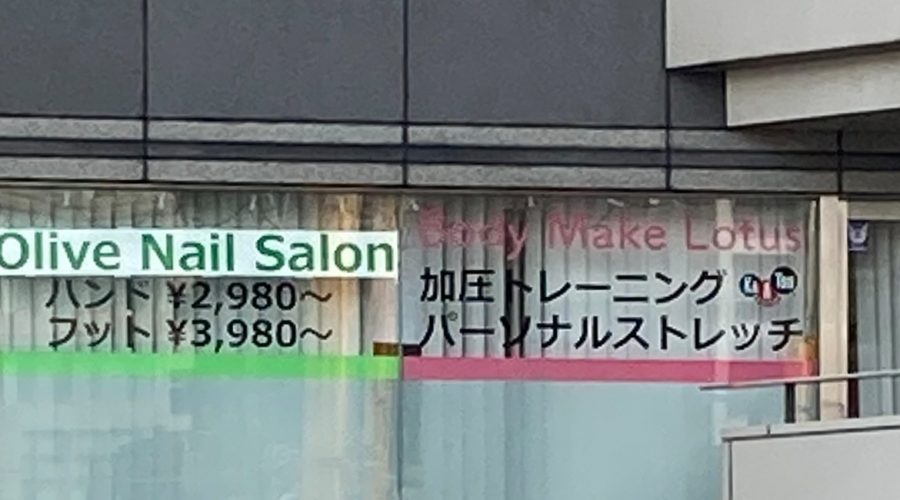 Olive Nail Salon
ハンド ¥2,980～
フット ¥3,980～
Body Make Lotus
加圧トレーニング
パーソナルストレッチ